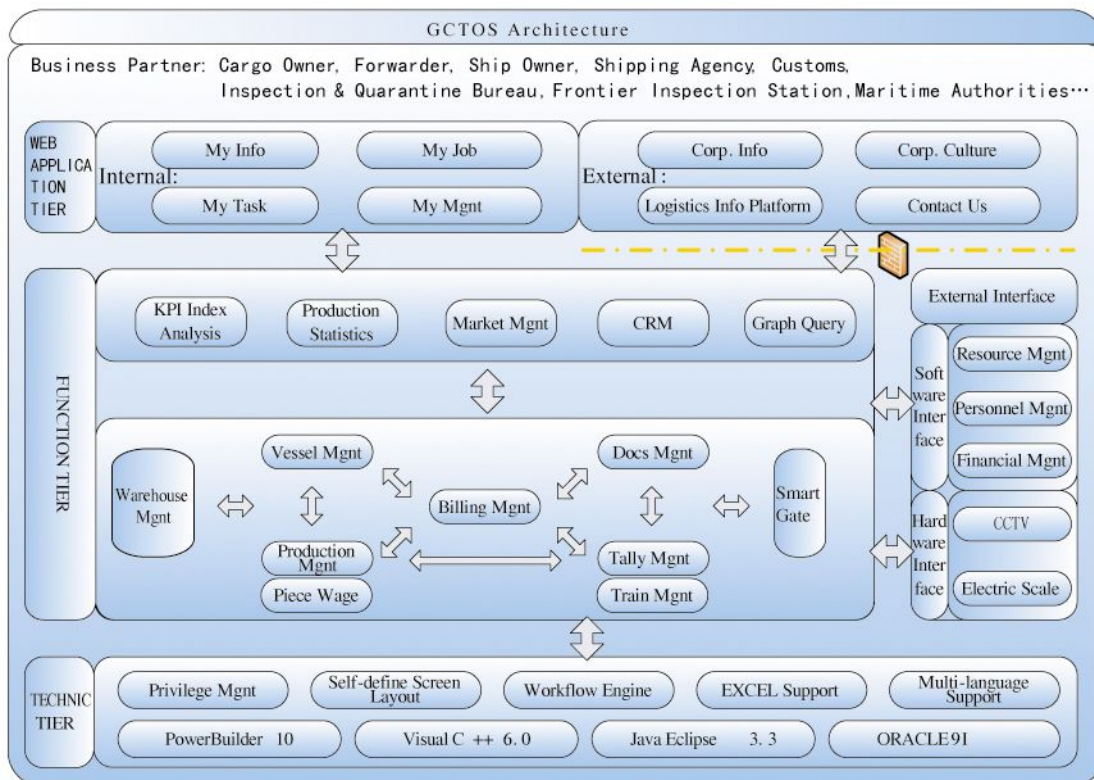 GCTOS Architecture
Business Partner: Cargo Owner, Forwarder, Ship Owner, Shipping Agency, Customs,
Inspection & Quarantine Bureau, Frontier Inspection Station, Maritime Authorities…
WEB
APPLICA
TION
TIER
Internal:
My Info
My Job
My Task
My Mgnt
External :
Corp. Info
Corp. Culture
Logistics Info Platform
Contact Us
FUNCTION TIER
KPI Index
Analysis
Production
Statistics
Market Mgnt
CRM
Graph Query
External Interface
Soft
ware
Inter
face
Resource Mgnt
Personnel Mgnt
Financial Mgnt
Hard
ware
Inter
face
CCTV
Electric Scale
Warehouse
Mgnt
Vessel Mgnt
Docs Mgnt
Billing Mgnt
Smart
Gate
Production
Mgnt
Piece Wage
Tally Mgnt
Train Mgnt
TECHNIC
TIER
Privilege Mgnt
Self-define Screen
Layout
Workflow Engine
EXCEL Support
Multi-language
Support
PowerBuilder 10
Visual C ++ 6.0
Java Eclipse 3.3
ORACLE9I